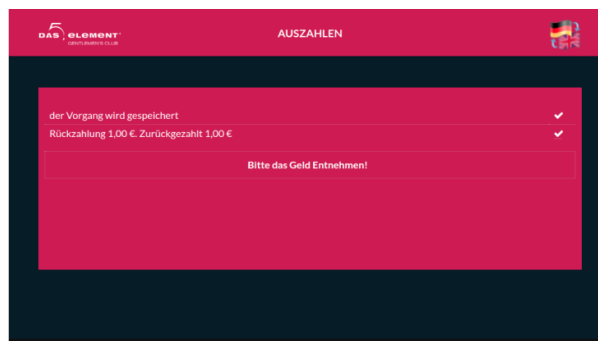 DAS 5. ELEMENT
GENTLEMEN'S CLUB
AUSZAHLEN
der Vorgang wird gespeichert
Rückzahlung 1,00 €. Zurückgezahlt 1,00 €
Bitte das Geld Entnehmen!